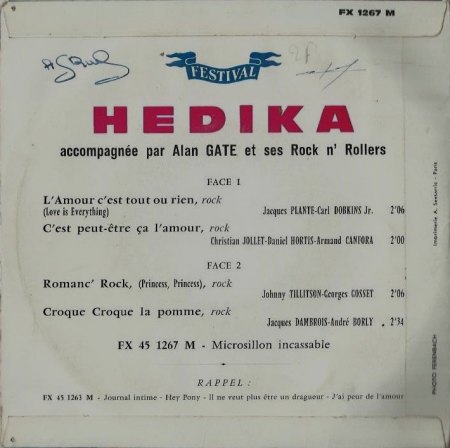 FX 1267 M
FESTIVAL
HEDIKA
accompagnée par Alan GATE et ses Rock n' Rollers
FACE 1
L'Amour c'est tout ou rien, rock
(Love is Everything) Jacques PLANTE-Carl DOBKINS Jr. 2'06
C'est peut-être ça l'amour, rock
Christian JOLLET-Daniel HORTIS-Armand CANFORA 2'00
FACE 2
Romanc' Rock, (Princess, Princess), rock
Johnny TILLITSON-Georges COSSET 2'06
Croque Croque la pomme, rock
Jacques DAMBROIS-André BORLY 2'34
FX 45 1267 M - Microsillon incassable
RAPPEL :
FX 45 1263 M - Journal intime - Hey Pony - Il ne veut plus être un dragueur - J'ai peur de l'amour
Imprimerie A. - Paris
PHOTO FERENBACH